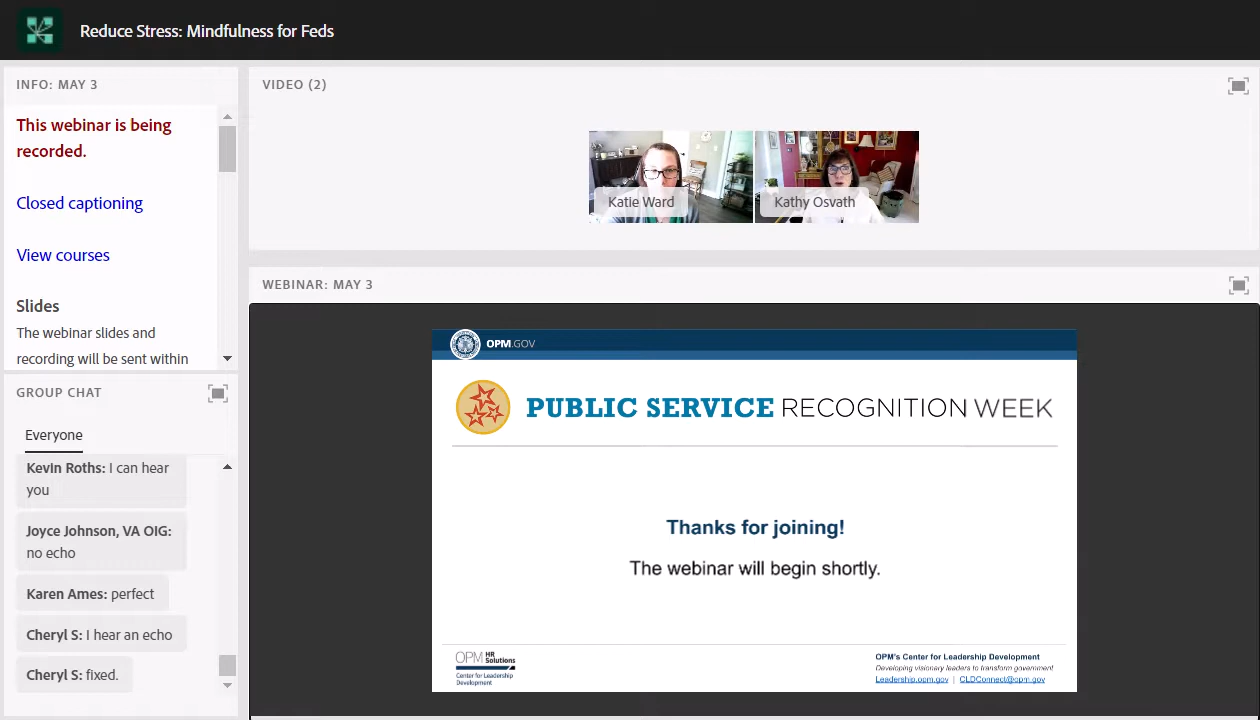 Reduce Stress: Mindfulness for Feds
INFO: MAY 3
This webinar is being
recorded.
Closed captioning
View courses
Slides
The webinar slides and
recording will be sent within
GROUP CHAT
Everyone
Kevin Roths: I can hear
you
Joyce Johnson, VA OIG:
no echo
Karen Ames: perfect
Cheryl S: I hear an echo
Cheryl S: fixed.
VIDEO (2)
Katie Ward
Kathy Osvath
WEBINAR: MAY 3
OPM.GOV
PUBLIC SERVICE RECOGNITION WEEK
Thanks for joining!
The webinar will begin shortly.
OPM HR
Solutions
Center for Leadership
Development
OPM's Center for Leadership Development
Developing visionary leaders to transform government
Leadership.opm.gov | CLDConnect@opm.gov